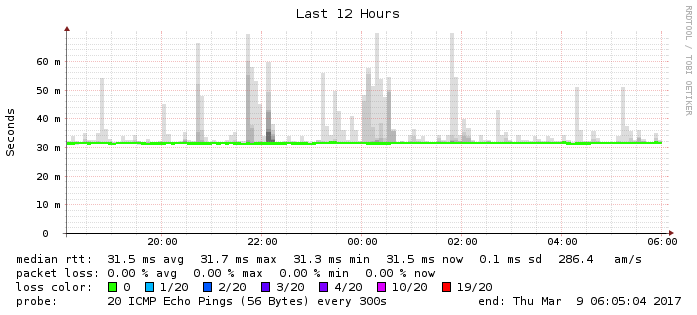 Last 12 Hours
RRDTOOL / TOBI OETIKER
Seconds
60 m
50 m
40 m
30 m
20 m
10 m
0
20:00 22:00 00:00 02:00 04:00 06:00
median rtt: 31.5 ms avg 31.7 ms max 31.3 ms min 31.5 ms now 0.1 ms sd 286.4 am/s
packet loss: 0.00 % avg 0.00 % max 0.00 % min 0.00 % now
loss color: 0 1/20 2/20 3/20 4/20 10/20 19/20
probe: 20 ICMP Echo Pings (56 Bytes) every 300s end: Thu Mar 9 06:05:04 2017